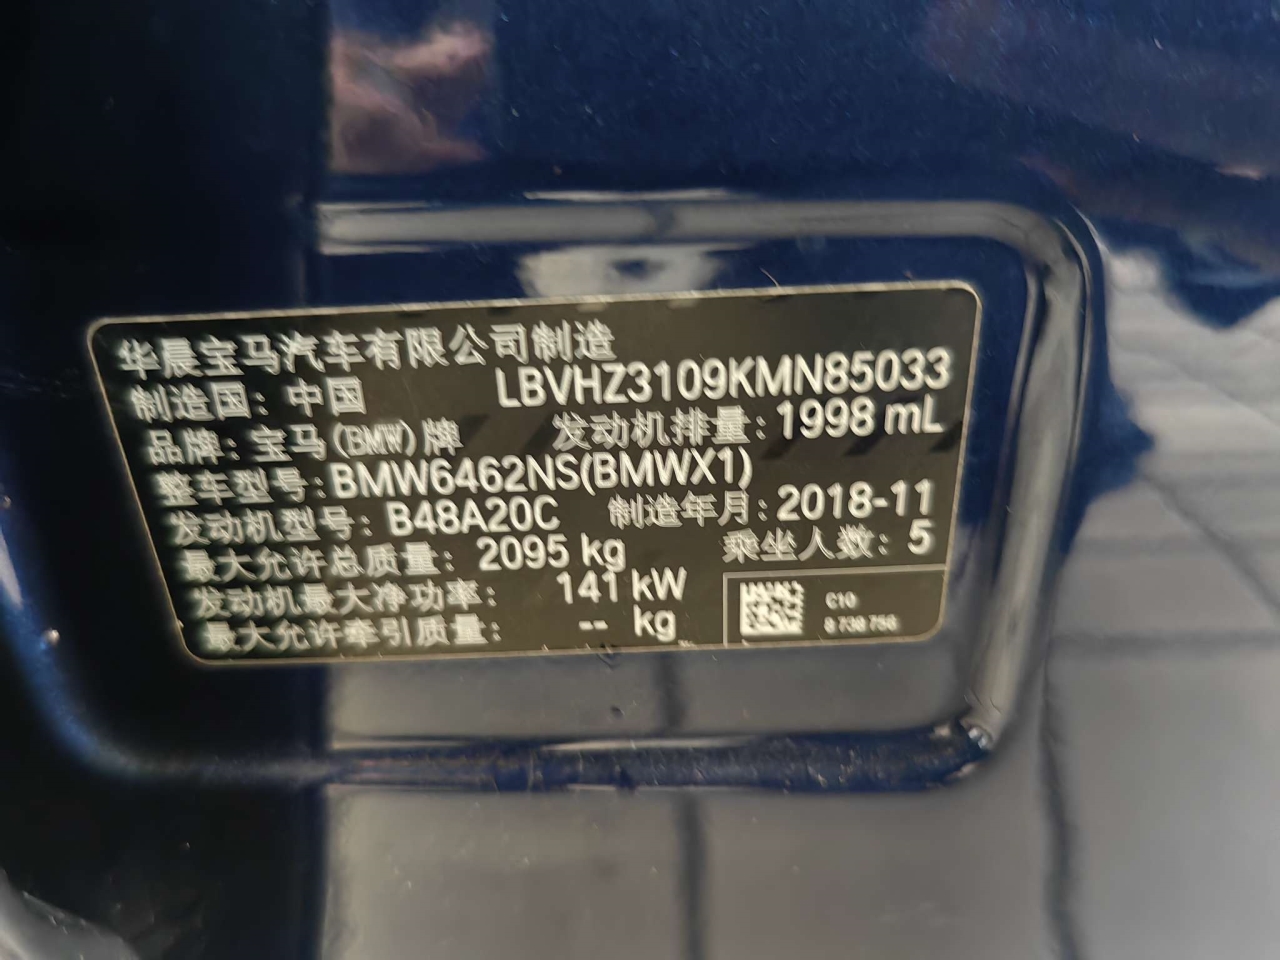 华晨宝马汽车有限公司制造
制造国：中国 LBVHZ3109KMN85033
品牌：宝马(BMW)牌 发动机排量：1998 mL
整车型号：BMW6462NS(BMWX1)
发动机型号：B48A20C 制造年月：2018-11
最大允许总质量：2095 kg 乘坐人数：5
发动机最大净功率：141 kW
最大允许牵引质量：-- kg
C10
8 738 756